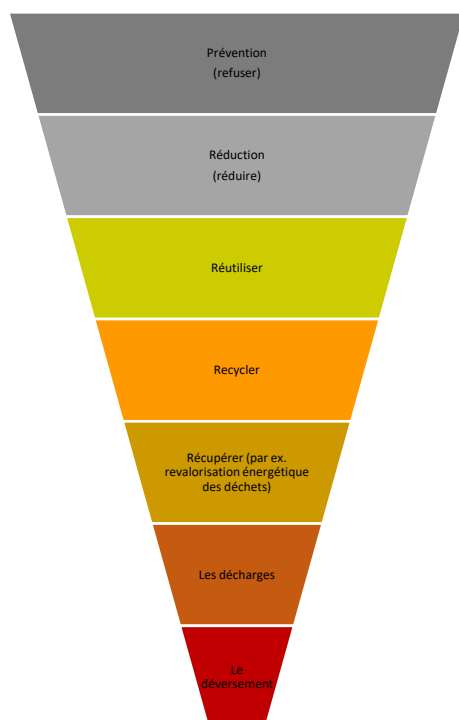 Prévention
(refuser)
Réduction
(réduire)
Réutiliser
Recycler
Récupérer (par ex.
revalorisation énergétique
des déchets)
Les décharges
Le
déversement